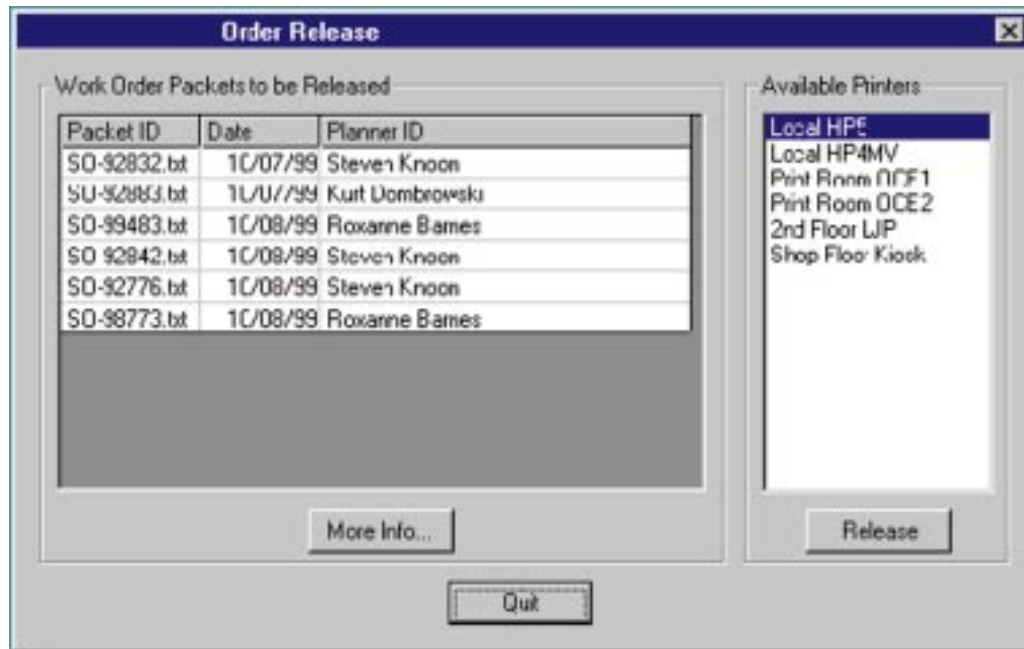 Order Release
Work Order Packets to be Released
Packet ID Date Planner ID
SO-92832.txt 10/07/99 Steven Knoon
SO-92883.txt 10/07/99 Kurt Dombrowski
SO-99483.txt 10/08/99 Roxanne Barnes
SO-92842.txt 10/08/99 Steven Knoon
SO-92776.txt 10/08/99 Steven Knoon
SO-98773.txt 10/08/99 Roxanne Barnes
More Info...
Available Printers
Local HP5
Local HP4MV
Print Room OCE1
Print Room OCE2
2nd Floor LJP
Shop Floor Kiosk
Release
Quit